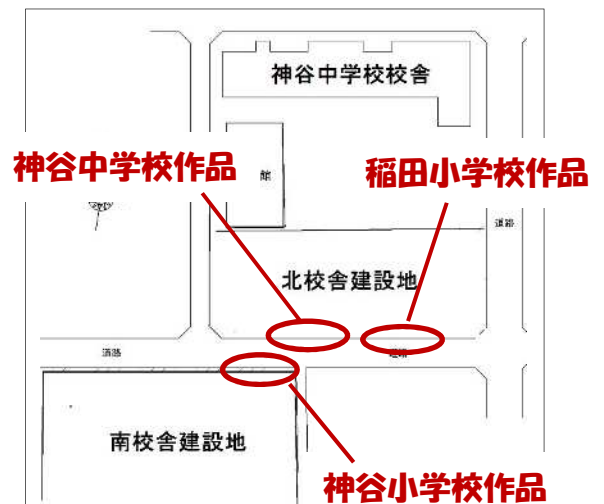 神谷中学校校舎
神谷中学校作品
館
稲田小学校作品
道路
北校舎建設地
道路
道路
南校舎建設地
神谷小学校作品